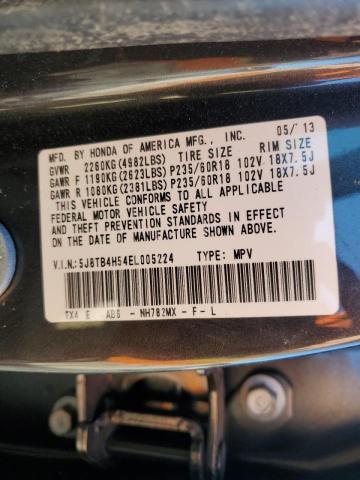 MFD. BY HONDA OF AMERICA MFG., INC. 05/13
GVWR 2260KG(4982LBS) TIRE SIZE RIM SIZE
GAWR F 1190KG(2623LBS) P235/60R18 102V 18X7.5J
GAWR R 1080KG(2381LBS) P235/60R18 102V 18X7.5J
THIS VEHICLE CONFORMS TO ALL APPLICABLE
FEDERAL MOTOR VEHICLE SAFETY
AND THEFT PREVENTION STANDARDS IN EFFECT
ON THE DATE OF MANUFACTURE SHOWN ABOVE.
V.I.N.:5J8TB4H54EL005224 TYPE: MPV
TX4 E ABG -NH782MX -F-L